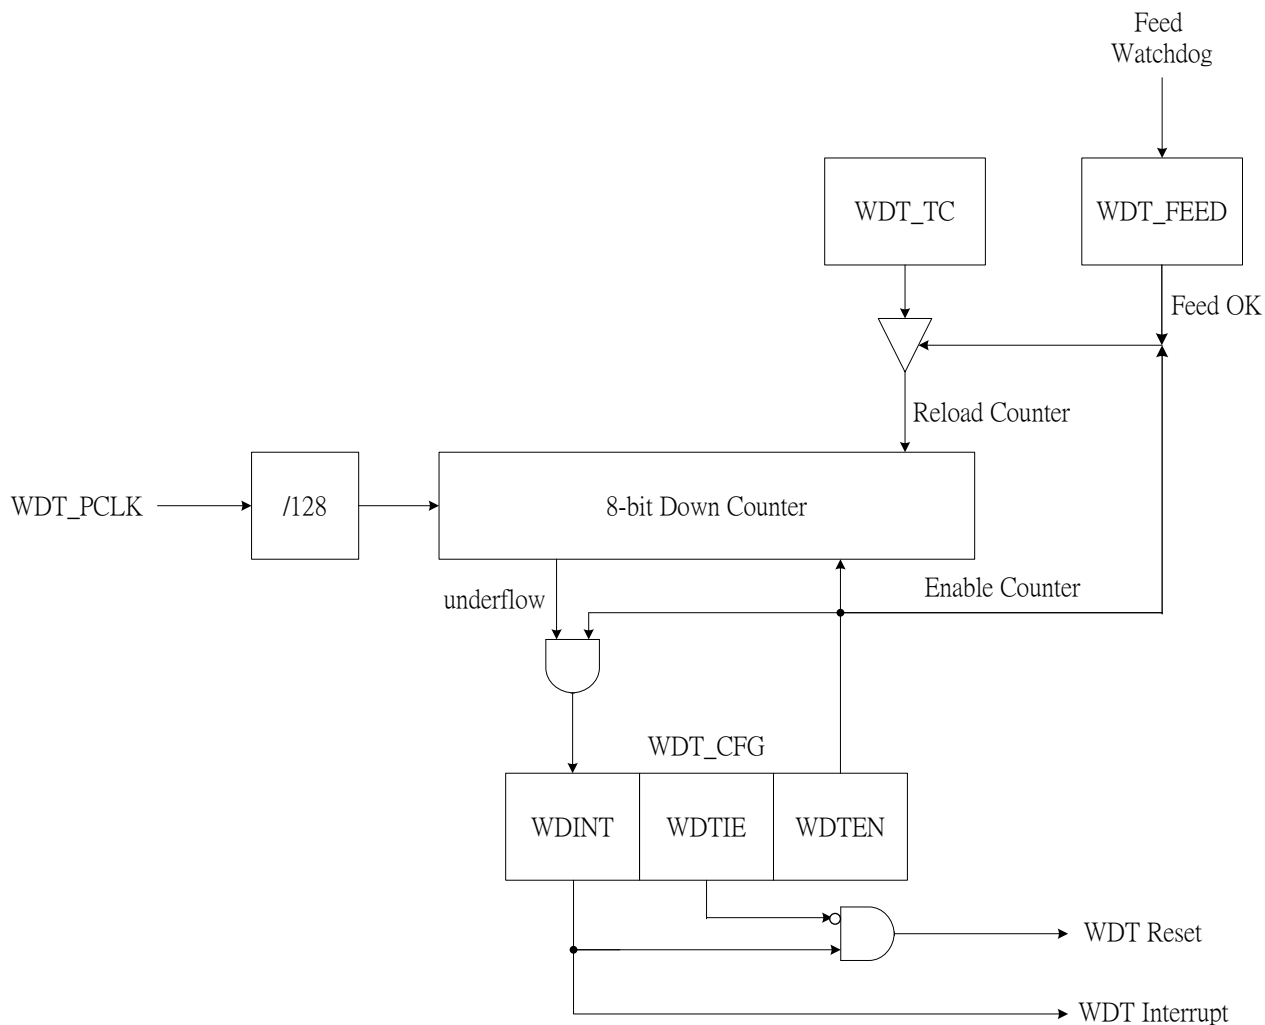 Feed
Watchdog
WDT_TC
WDT_FEED
Feed OK
Reload Counter
WDT_PCLK
/128
8-bit Down Counter
underflow
Enable Counter
WDT_CFG
WDINT
WDTIE
WDTEN
WDT Reset
WDT Interrupt